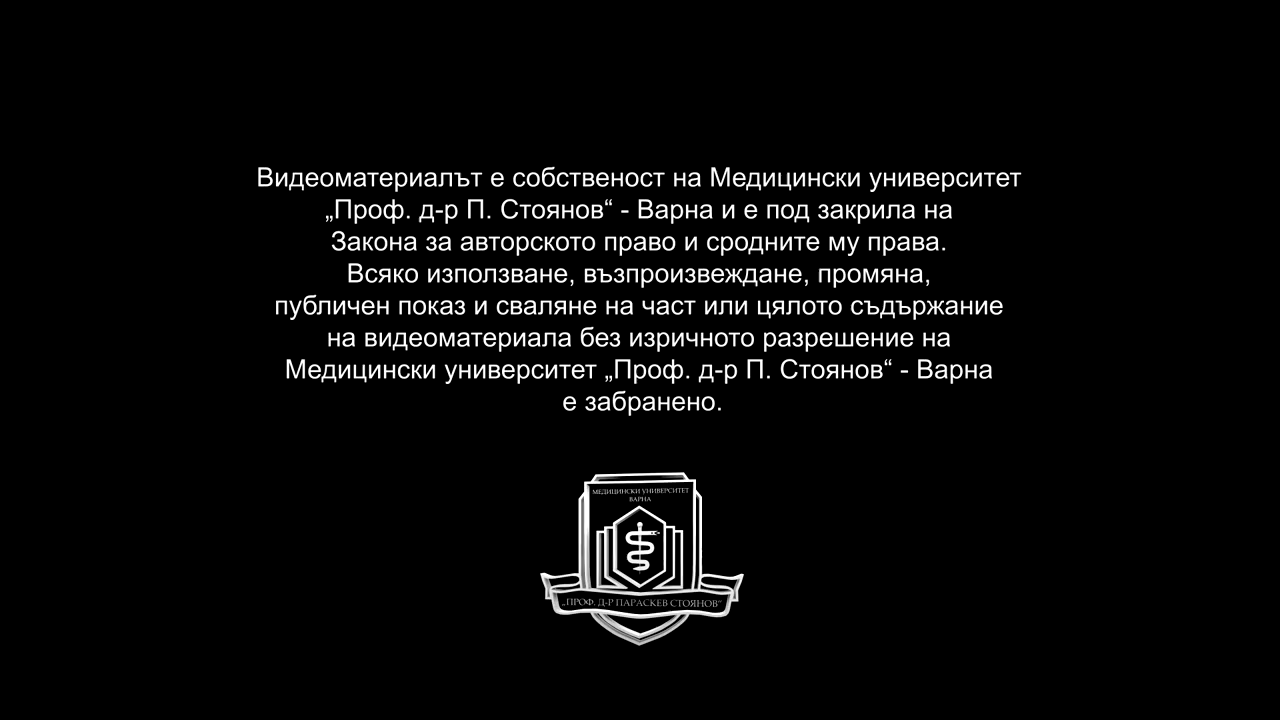 Видеоматериалът е собственост на Медицински университет
„Проф. д-р П. Стоянов“ - Варна и е под закрила на
Закона за авторското право и сродните му права.
Всяко използване, възпроизвеждане, промяна,
публичен показ и сваляне на част или цялото съдържание
на видеоматериала без изричното разрешение на
Медицински университет „Проф. д-р П. Стоянов“ - Варна
е забранено.
МЕДИЦИНСКИ УНИВЕРСИТЕТ
ВАРНА
„ПРОФ. Д-Р ПАРАСКЕВ СТОЯНОВ“